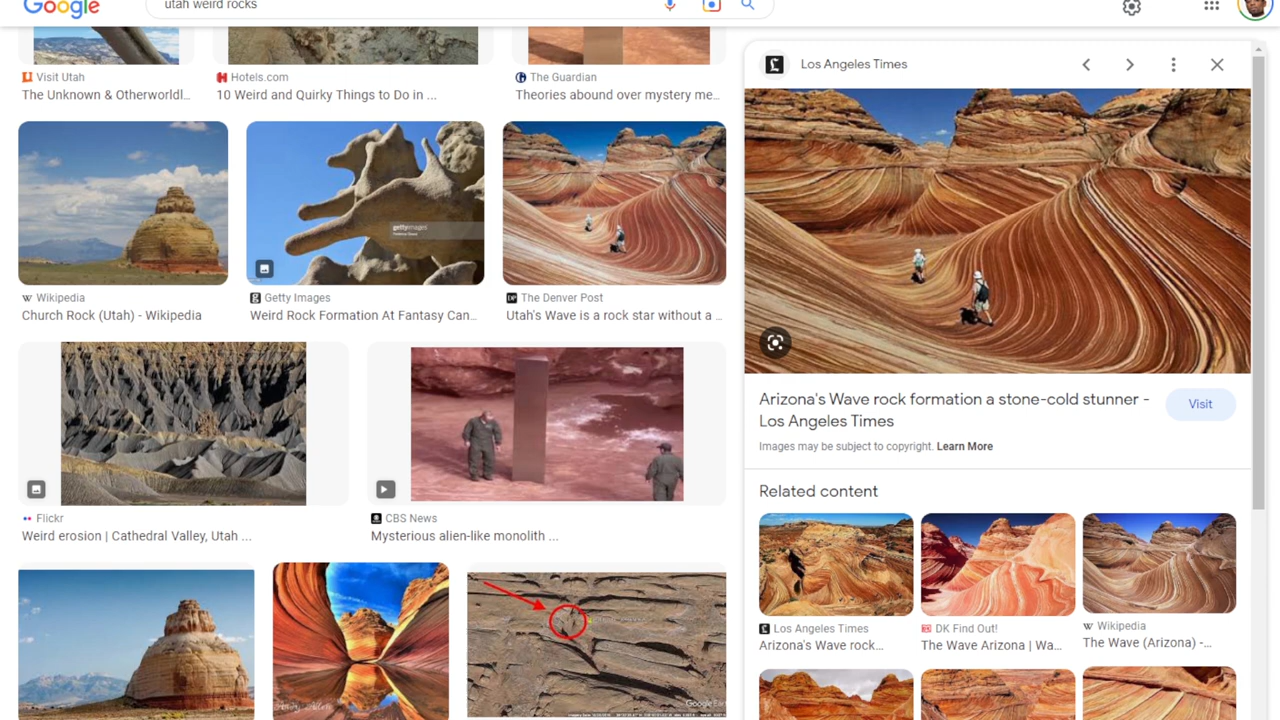 Google
utah weird rocks
Visit Utah
The Unknown & Otherworldl...
Hotels.com
10 Weird and Quirky Things to Do in ...
The Guardian
Theories abound over mystery me...
Wikipedia
Church Rock (Utah) - Wikipedia
gettyimages
Getty Images
Weird Rock Formation At Fantasy Can...
The Denver Post
Utah's Wave is a rock star without a ...
Flickr
Weird erosion | Cathedral Valley, Utah ...
CBS News
Mysterious alien-like monolith ...
Google Ear
Los Angeles Times
Arizona's Wave rock formation a stone-cold stunner -
Los Angeles Times
Visit
Images may be subject to copyright. Learn More
Related content
Los Angeles Times
Arizona's Wave rock...
DK Find Out!
The Wave Arizona | Wa...
Wikipedia
The Wave (Arizona) -...